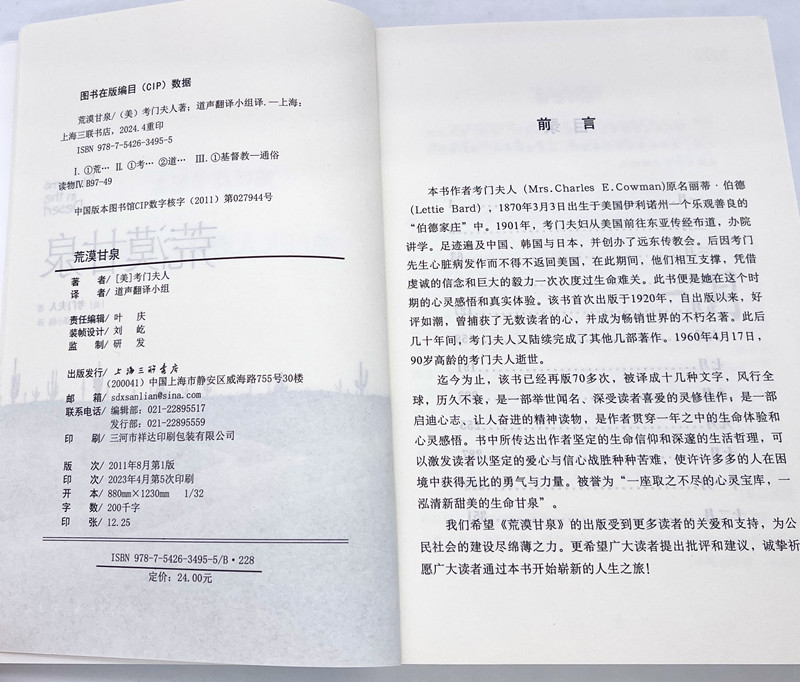 图书在版编目（CIP）数据
荒漠甘泉/（美）考门夫人著；道声翻译小组译.—上海：
上海三联书店，2024.4重印
ISBN 978-7-5426-3495-5
Ⅰ.①荒… Ⅱ.①考… ②道… Ⅲ.①基督教—通俗
读物Ⅳ.B97-49
中国版本图书馆CIP数字核字（2011）第027944号
荒漠甘泉
著 者/［美］考门夫人
译 者/道声翻译小组
责任编辑/叶 庆
装帧设计/刘 屹
监 制/研 发
出版发行/上海三联书店
（200041）中国上海市静安区威海路755号30楼
邮 箱/sdxsanlian@sina.com
联系电话/编辑部：021-22895517
发行部：021-22895559
印 刷/三河市祥达印刷包装有限公司
版 次/2011年8月第1版
印 次/2023年4月第5次印刷
开 本/880mm×1230mm 1/32
字 数/200千字
印 张/12.25
ISBN 978-7-5426-3495-5/B·228
定价：24.00元
前 言
本书作者考门夫人（Mrs.Charles E.Cowman)原名丽蒂·伯德
（Lettie Bard），1870年3月3日出生于美国伊利诺州一个乐观善良的
“伯德家庄”中。1901年，考门夫妇从美国前往东亚传经布道，办院
讲学。足迹遍及中国、韩国与日本，并创办了远东传教会。后因考门
先生心脏病发作而不得不返回美国，在此期间，他们相互支撑，凭借
虔诚的信念和巨大的毅力一次次度过生命难关。此书便是她在这个时
期的心灵感悟和真实体验。该书首次出版于1920年，自出版以来，好
评如潮，曾捕获了无数读者的心，并成为畅销世界的不朽名著。此后
几十年间，考门夫人又陆续完成了其他几部著作。1960年4月17日，
90岁高龄的考门夫人逝世。
迄今为止，该书已经再版70多次，被译成十几种文字，风行全
球，历久不衰，是一部举世闻名、深受读者喜爱的灵修佳作；是一部
启迪心志、让人奋进的精神读物，是作者贯穿一年之中的生命体验和
心灵感悟。书中所传达出作者坚定的生命信仰和深邃的生活哲理，可
以激发读者以坚定的爱心与信心战胜种种苦难，使许许多多的人在困
境中获得无比的勇气与力量。被誉为“一座取之不尽的心灵宝库，一
泓清新甜美的生命甘泉”。
我们希望《荒漠甘泉》的出版受到更多读者的关爱和支持，为公
民社会的建设尽绵薄之力。更希望广大读者提出批评和建议，诚挚祈
愿广大读者通过本书开始崭新的人生之旅！